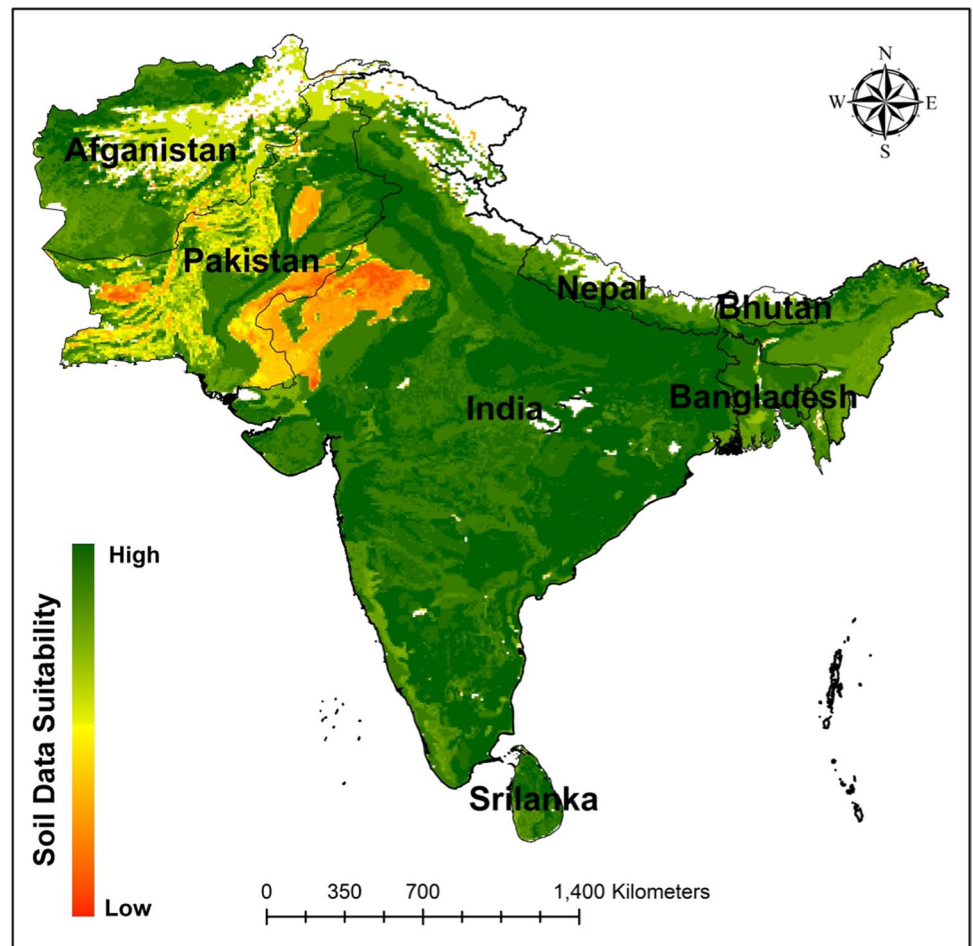 N
W E
S
Afganistan
Pakistan
Nepal
Bhutan
India
Bangladesh
Srilanka
Soil Data Suitability
High
Low
0 350 700 1,400 Kilometers